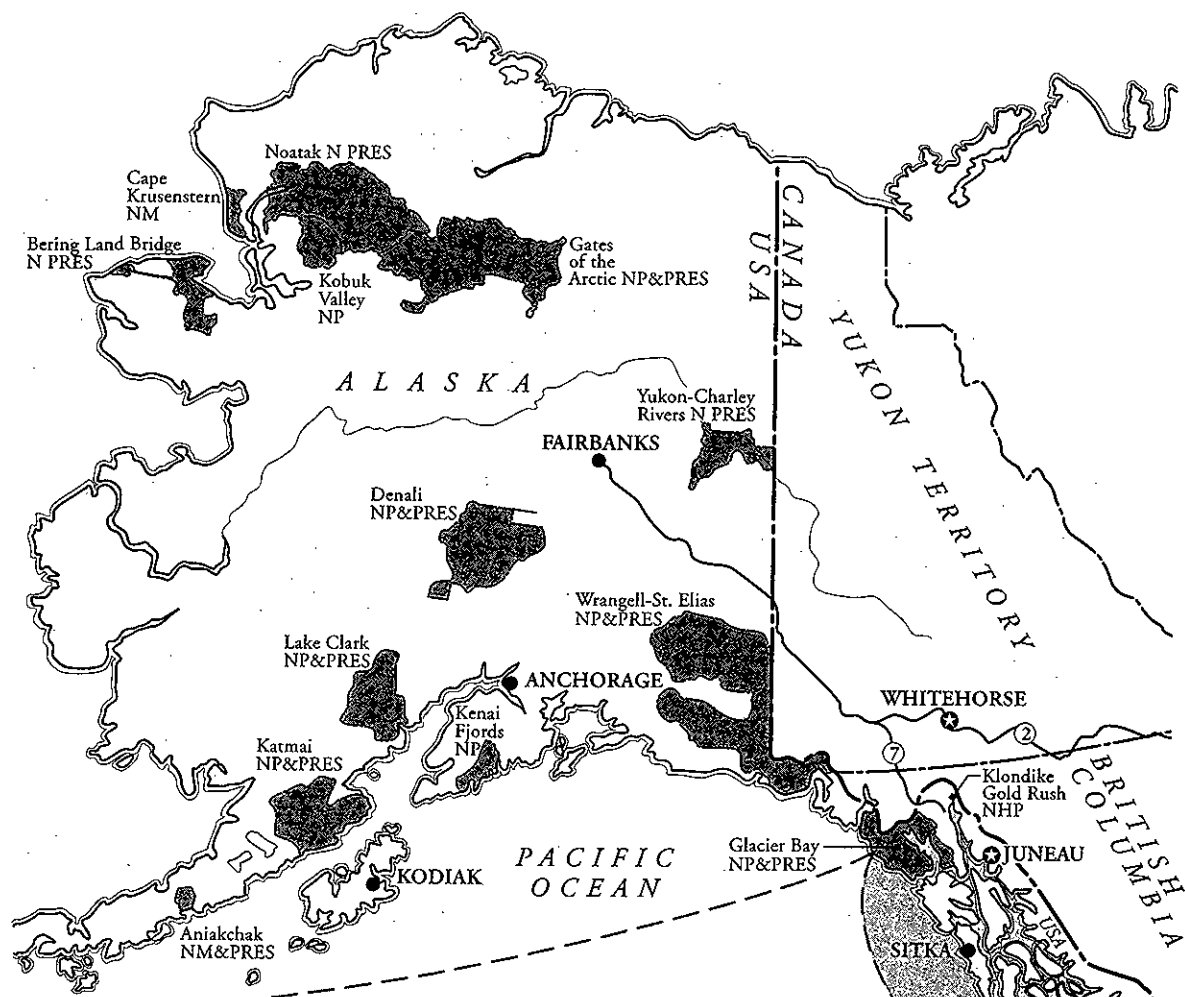 Noatak N PRES
Cape
Krusenstern
NM
Bering Land Bridge
N PRES
Kobuk
Valley
NP
Gates
of the
Arctic NP&PRES
CANADA
USA
YUKON TERRITORY
ALASKA
Yukon-Charley
Rivers N PRES
FAIRBANKS
Denali
NP&PRES
Wrangell-St. Elias
NP&PRES
Lake Clark
NP&PRES
ANCHORAGE
Kenai
Fjords
NP
WHITEHORSE
2
7
Katmai
NP&PRES
Klondike
Gold Rush
NHP
BRITISH
COLUMBIA
Glacier Bay
NP&PRES
JUNEAU
PACIFIC
OCEAN
KODIAK
Aniakchak
NM&PRES
SITKA
USA